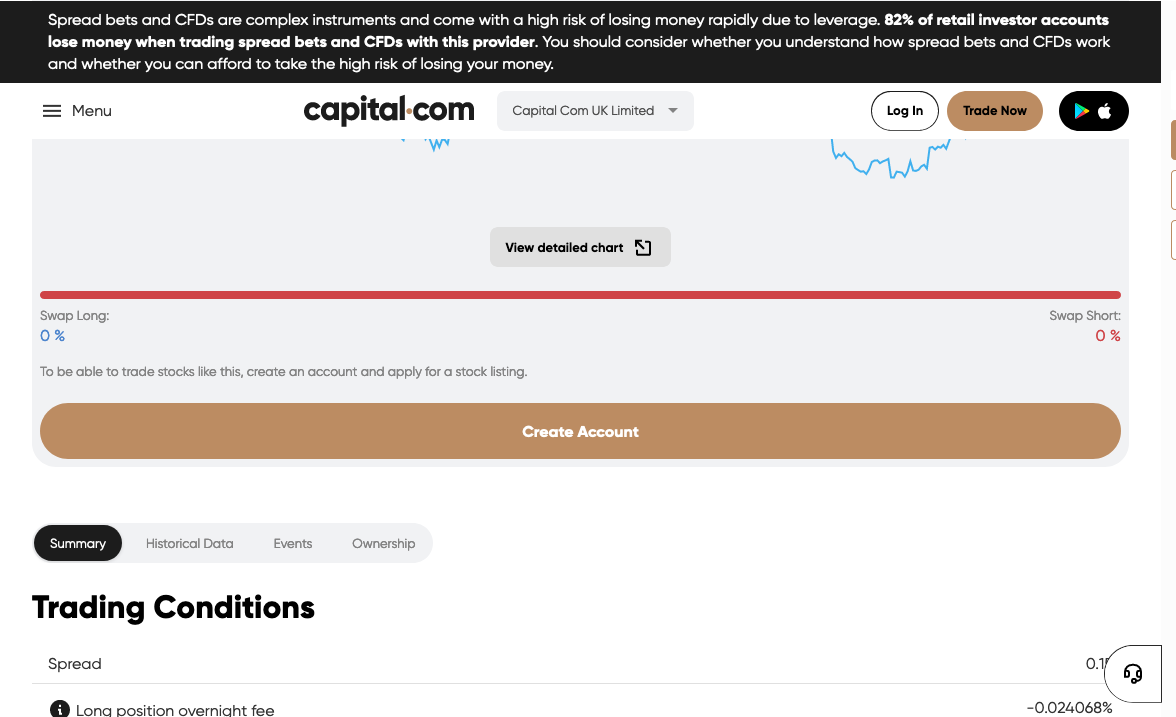 Spread bets and CFDs are complex instruments and come with a high risk of losing money rapidly due to leverage. 82% of retail investor accounts
lose money when trading spread bets and CFDs with this provider. You should consider whether you understand how spread bets and CFDs work
and whether you can afford to take the high risk of losing your money.
Menu
capital.com
Capital Com UK Limited
Log In
Trade Now
View detailed chart
Swap Long:
Swap Short:
0 %
0 %
To be able to trade stocks like this, create an account and apply for a stock listing.
Create Account
Summary
Historical Data
Events
Ownership
Trading Conditions
Spread
Long position overnight fee
-0.024068%